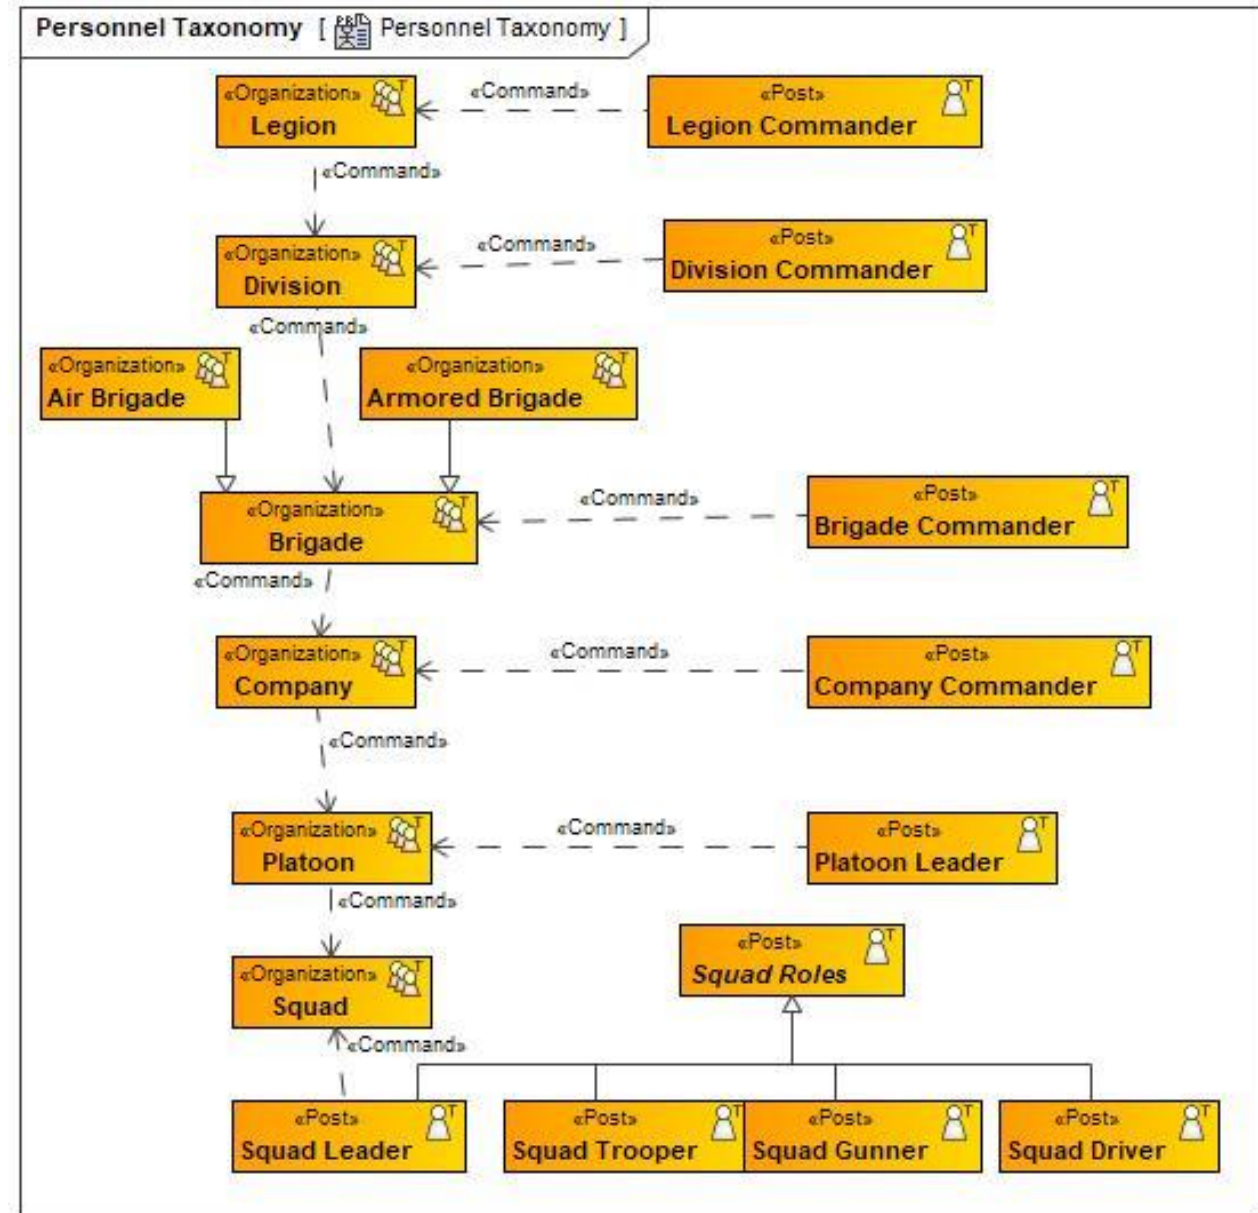 Personnel Taxonomy [ Personnel Taxonomy ]
«Organization» T
Legion
«Command»
«Post» T
Legion Commander
«Command»
«Organization» T
Division
«Command»
«Post» T
Division Commander
«Command»
«Organization» T
Air Brigade
«Organization» T
Armored Brigade
«Organization» T
Brigade
«Command»
«Post» T
Brigade Commander
«Command»
«Organization» T
Company
«Command»
«Post» T
Company Commander
«Command»
«Organization» T
Platoon
«Command»
«Post» T
Platoon Leader
«Command»
«Post» T
Squad Roles
«Organization» T
Squad
«Command»
«Post» T
Squad Leader
«Post» T
Squad Trooper
«Post» T
Squad Gunner
«Post» T
Squad Driver